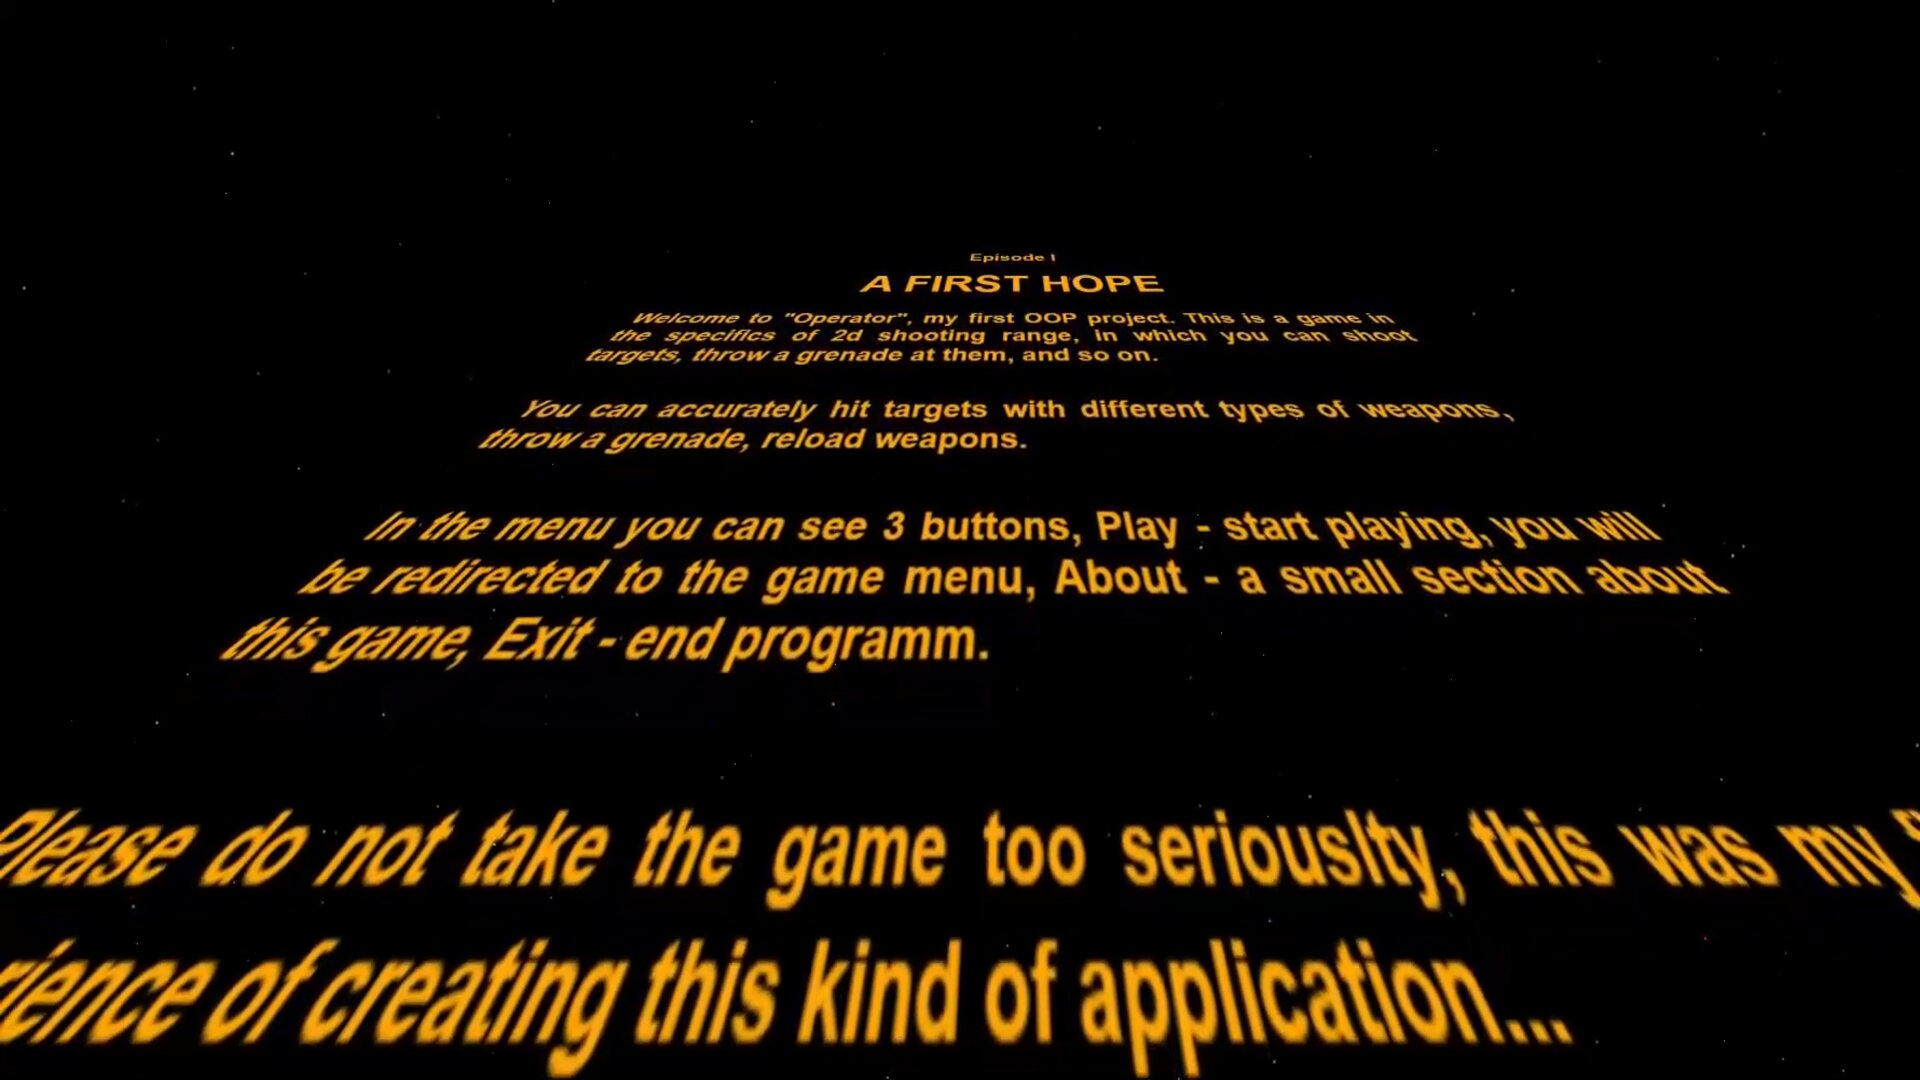 Episode I
A FIRST HOPE
Welcome to "Operator", my first OOP project. This is a game in
the specifics of 2d shooting range, in which you can shoot
targets, throw a grenade at them, and so on.
You can accurately hit targets with different types of weapons,
throw a grenade, reload weapons.
In the menu you can see 3 buttons, Play - start playing, you will
be redirected to the game menu, About - a small section about
this game, Exit - end programm.
Please do not take the game too seriouslty, this was my
of creating this kind of application...